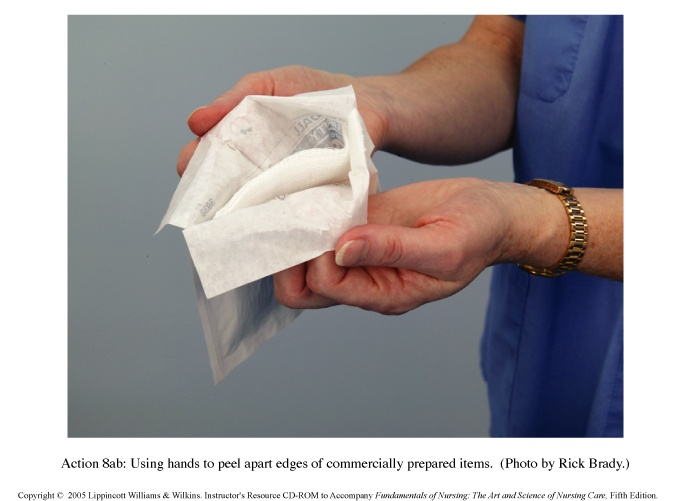 Action 8ab: Using hands to peel apart edges of commercially prepared items. (Photo by Rick Brady.)
Copyright © 2005 Lippincott Williams & Wilkins. Instructor's Resource CD-ROM to Accompany Fundamentals of Nursing: The Art and Science of Nursing Care, Fifth Edition.